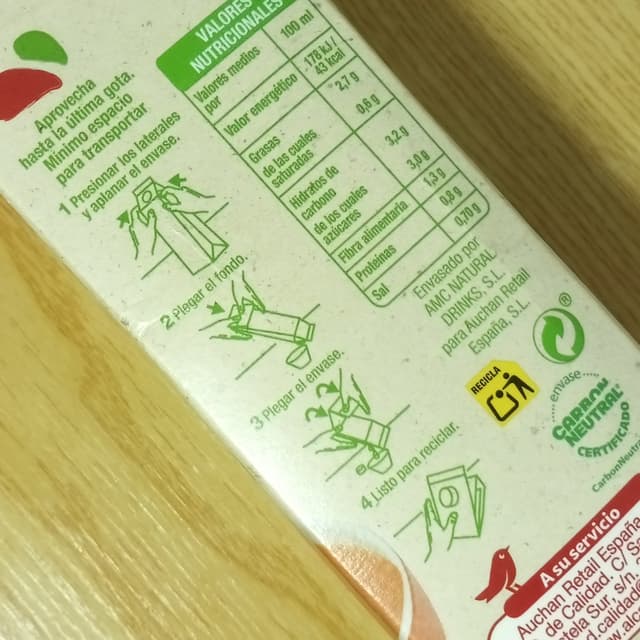 Aprovecha
hasta la última gota.
Mínimo espacio
para transportar
1 Presionar los laterales
y aplanar el envase.
2 Plegar el fondo.
3 Plegar el envase.
4 Listo para reciclar.
VALORES
NUTRICIONALES
Valores medios
por
100 ml
Valor energético
178 kJ /
43 kcal
Grasas
2,7 g
de las cuales
saturadas
0,6 g
Hidratos de
carbono
3,2 g
de los cuales
azúcares
3,0 g
Fibra alimentaria
1,3 g
Proteínas
0,9 g
Sal
0,70 g
Envasado por
AMC NATURAL
DRINKS, S.L.
para Auchan Retail
España, S.L.
RECICLA
®
envase
CARBON
NEUTRAL
CERTIFICADO
A su servicio
Auchan Retail España
de Calidad. C/ S
ela Sur, s/n,
calidad